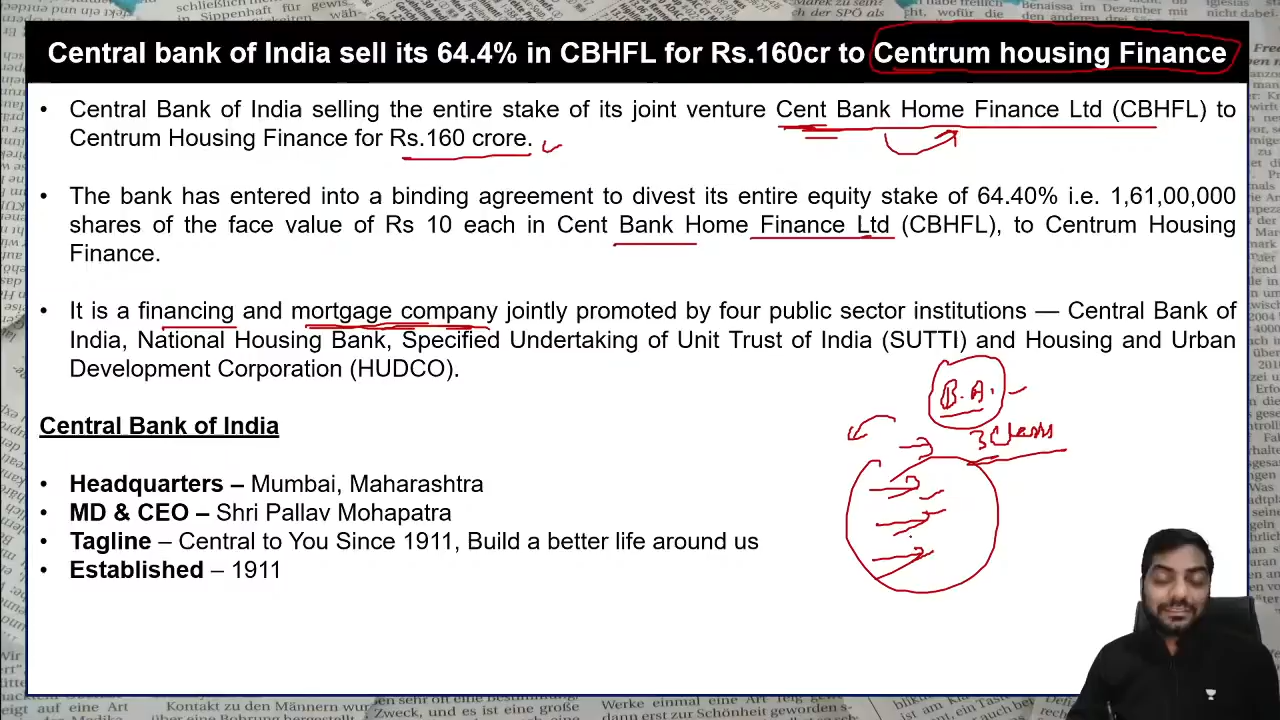 Central bank of India sell its 64.4% in CBHFL for Rs.160cr to Centrum housing Finance
• Central Bank of India selling the entire stake of its joint venture Cent Bank Home Finance Ltd (CBHFL) to
Centrum Housing Finance for Rs.160 crore.
• The bank has entered into a binding agreement to divest its entire equity stake of 64.40% i.e. 1,61,00,000
shares of the face value of Rs 10 each in Cent Bank Home Finance Ltd (CBHFL), to Centrum Housing
Finance.
• It is a financing and mortgage company jointly promoted by four public sector institutions — Central Bank of
India, National Housing Bank, Specified Undertaking of Unit Trust of India (SUTTI) and Housing and Urban
Development Corporation (HUDCO).
B.A.
3 Class
Central Bank of India
• Headquarters – Mumbai, Maharashtra
• MD & CEO – Shri Pallav Mohapatra
• Tagline – Central to You Since 1911, Build a better life around us
• Established – 1911